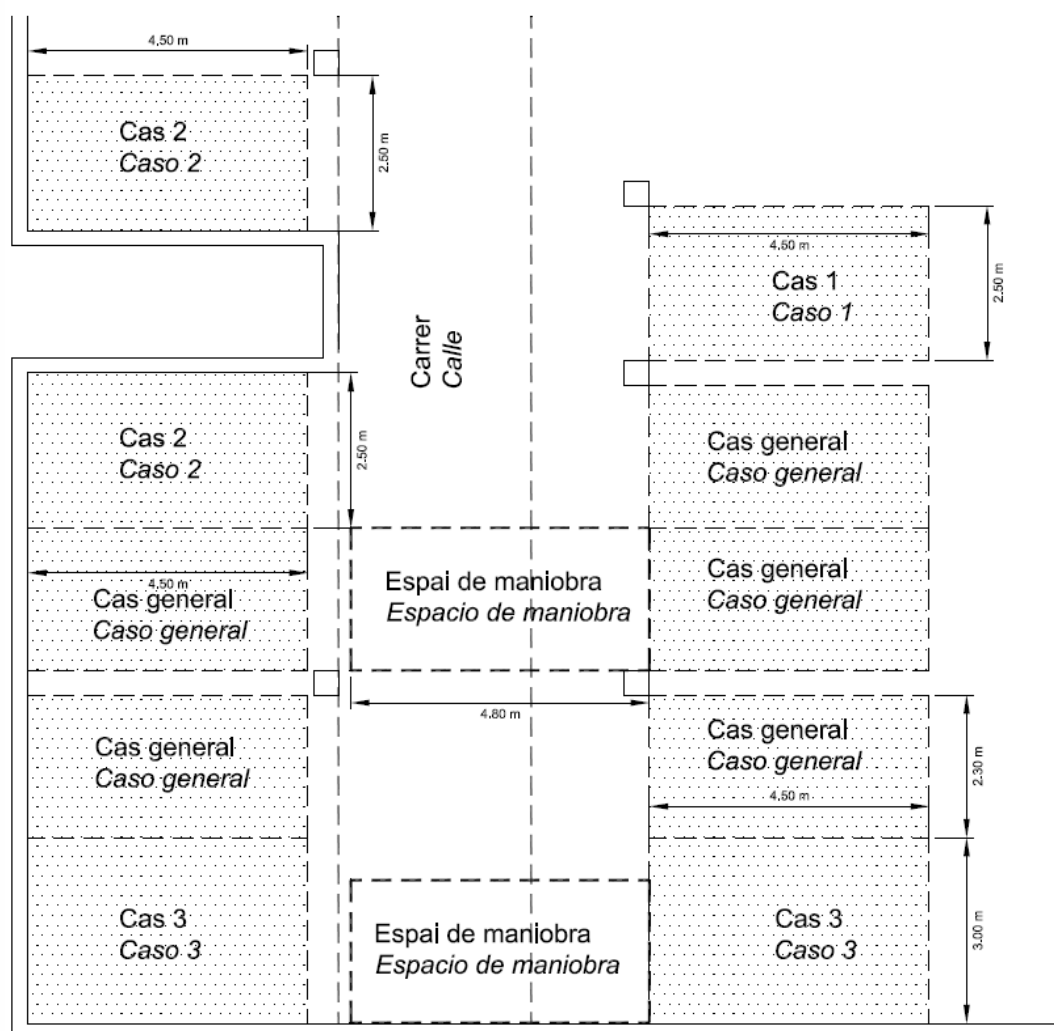 4.50 m
Cas 2
Caso 2
2.50 m
4.50 m
Cas 1
Caso 1
2.50 m
Carrer
Calle
Cas 2
Caso 2
2.50 m
Cas general
Caso general
4.50 m
Cas general
Caso general
Espai de maniobra
Espacio de maniobra
Cas general
Caso general
4.80 m
Cas general
Caso general
Cas general
Caso general
4.50 m
2.30 m
Cas 3
Caso 3
Espai de maniobra
Espacio de maniobra
Cas 3
Caso 3
3.00 m